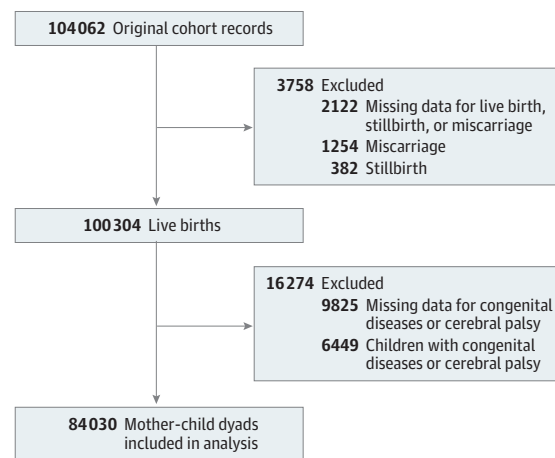 104062 Original cohort records
3758 Excluded
2122 Missing data for live birth,
stillbirth, or miscarriage
1254 Miscarriage
382 Stillbirth
100304 Live births
16274 Excluded
9825 Missing data for congenital
diseases or cerebral palsy
6449 Children with congenital
diseases or cerebral palsy
84030 Mother-child dyads
included in analysis